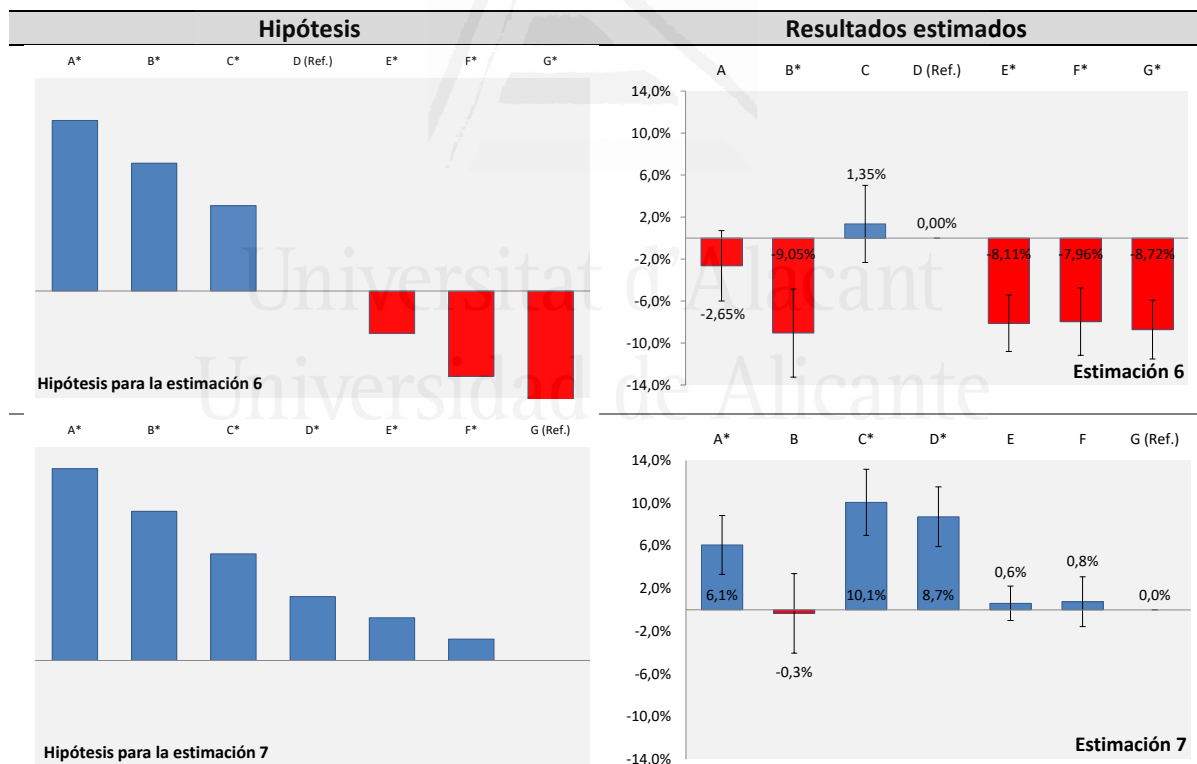 Hipótesis
Resultados estimados
A* B* C* D (Ref.) E* F* G*
Hipótesis para la estimación 6
A B* C D (Ref.) E* F* G*
14,0%
10,0%
6,0%
2,0%
-2,0%
-6,0%
-10,0%
-14,0%
-2,65%
-9,05%
1,35%
0,00%
-8,11%
-7,96%
-8,72%
Estimación 6
A* B* C* D* E* F* G (Ref.)
Hipótesis para la estimación 7
A* B C* D* E F G (Ref.)
14,0%
10,0%
6,0%
2,0%
-2,0%
-6,0%
-10,0%
-14,0%
6,1%
-0,3%
10,1%
8,7%
0,6%
0,8%
0,0%
Estimación 7
Universitat d'Alacant
Universidad de Alicante